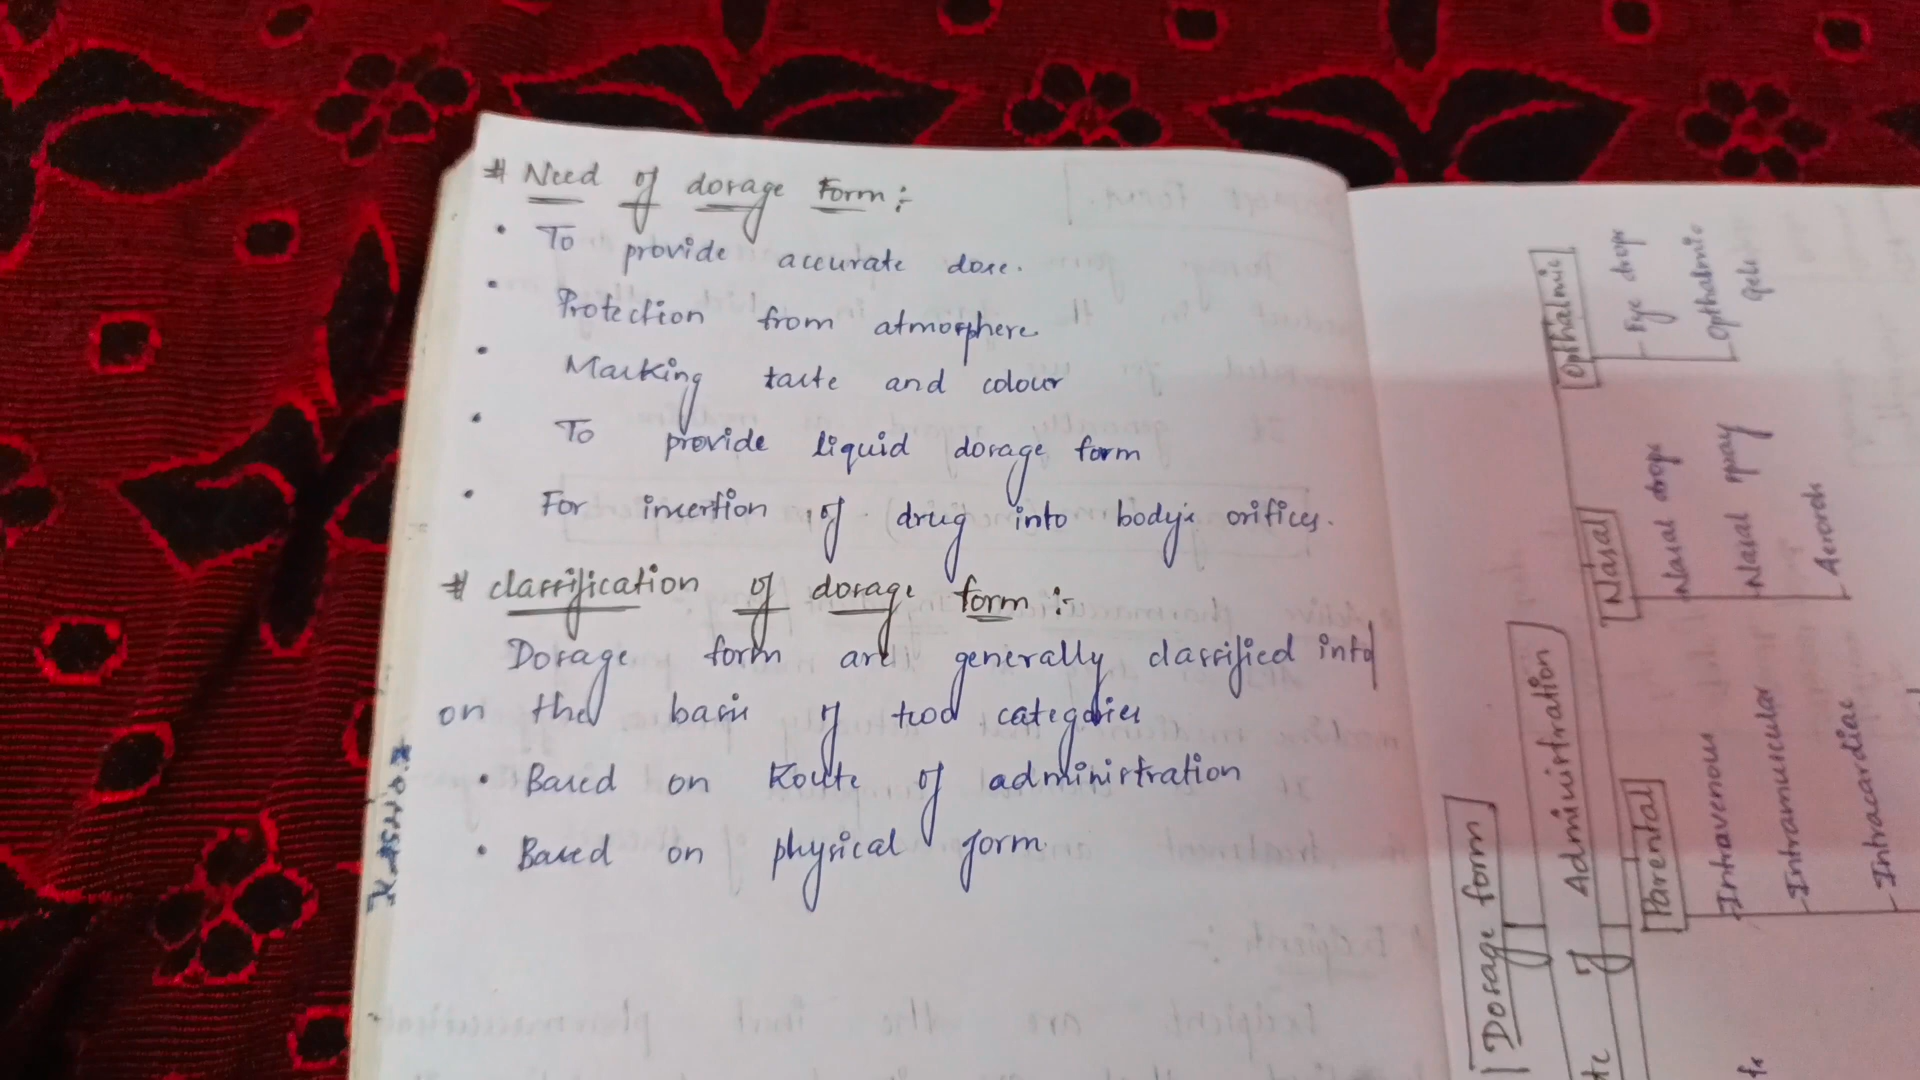 # Need of dosage Form :-
• To provide accurate dose.
• Protection from atmosphere
• Masking taste and colour
• To provide liquid dosage form
• For insertion of drug into body's orifices.
# classification of dosage form :-
Dosage form are generally classified into
on the basis of two categories
• Based on Route of administration
• Based on physical form
Dosage form
of Administration
Parental
- Intravenous
- Intramuscular
- Intracardiac
Nasal
- Nasal drops
- Nasal spray
- Aerosols
Opthalmic
- Eye drops
- Opthalmic gels